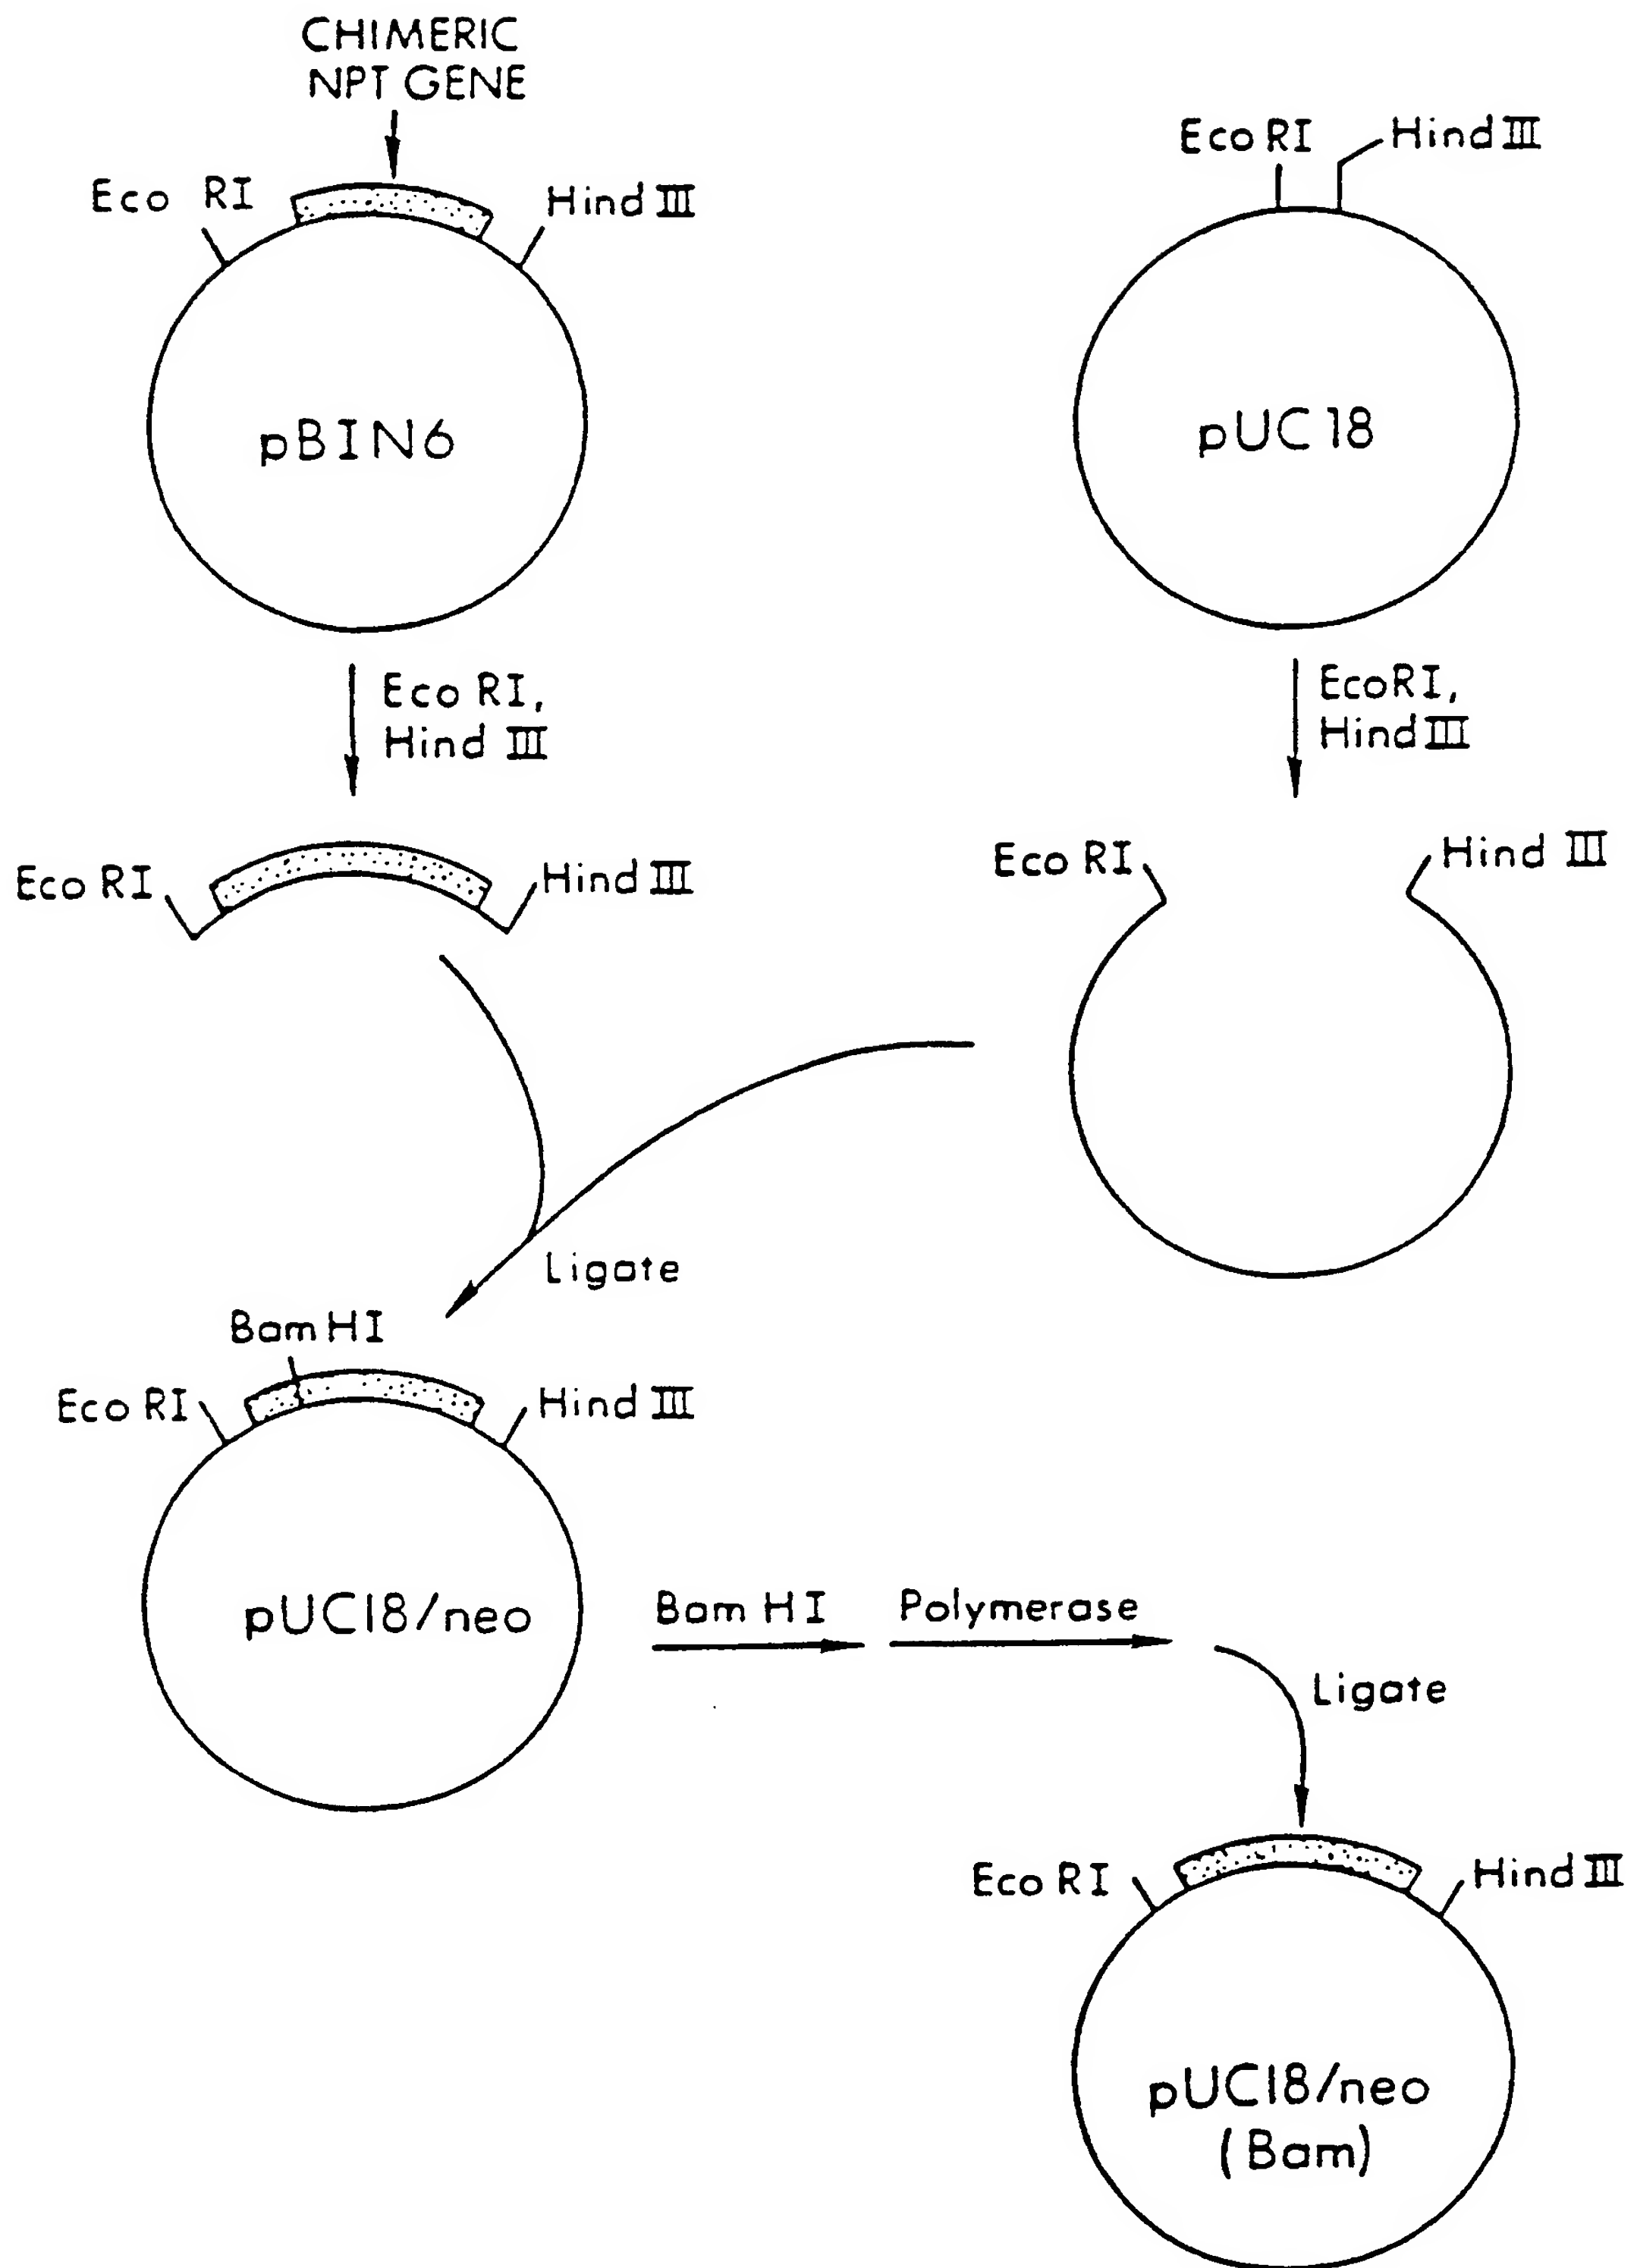 CHIMERIC
NPT GENE
Eco RI
Hind III
pBIN6
Eco RI
Hind III
pUC 18
Eco RI,
Hind III
EcoRI,
Hind III
Eco RI
Hind III
Eco RI
Hind III
Ligate
Bam HI
Eco RI
Hind III
pUC18/neo
Bam HI
Polymerase
Ligate
Eco RI
Hind III
pUC18/neo
(Bam)